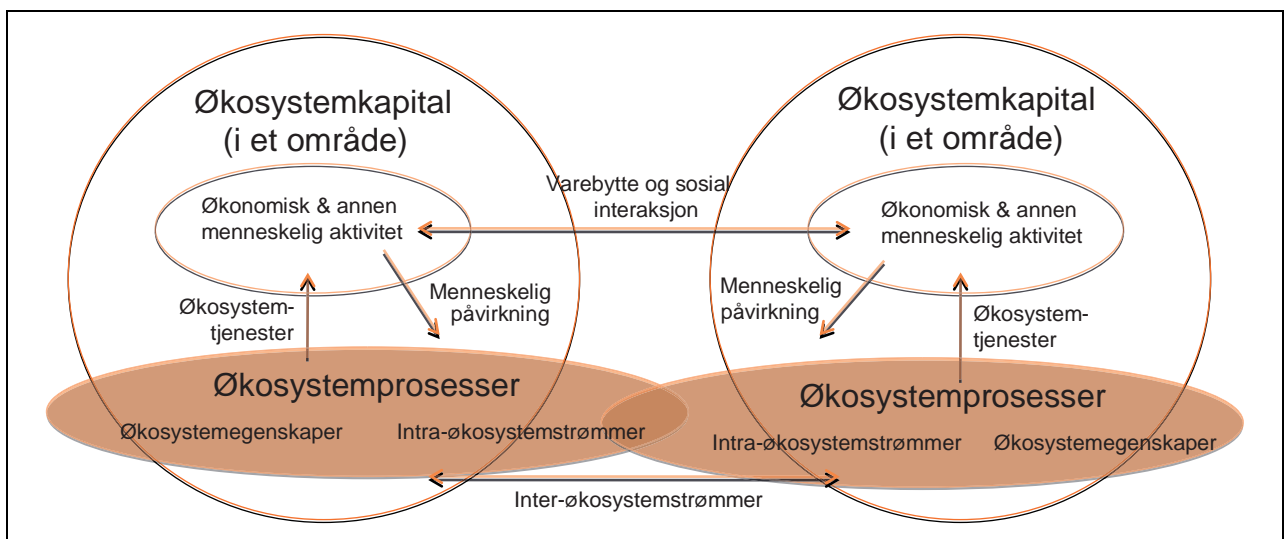 Økosystemkapital
(i et område)
Økonomisk & annen
menneskelig aktivitet
Økosystem-
tjenester
Menneskelig
påvirkning
Økosystemprosesser
Økosystemegenskaper
Intra-økosystemstrømmer
Varebytte og sosial
interaksjon
Inter-økosystemstrømmer
Økosystemkapital
(i et område)
Økonomisk & annen
menneskelig aktivitet
Menneskelig
påvirkning
Økosystem-
tjenester
Økosystemprosesser
Intra-økosystemstrømmer
Økosystemegenskaper